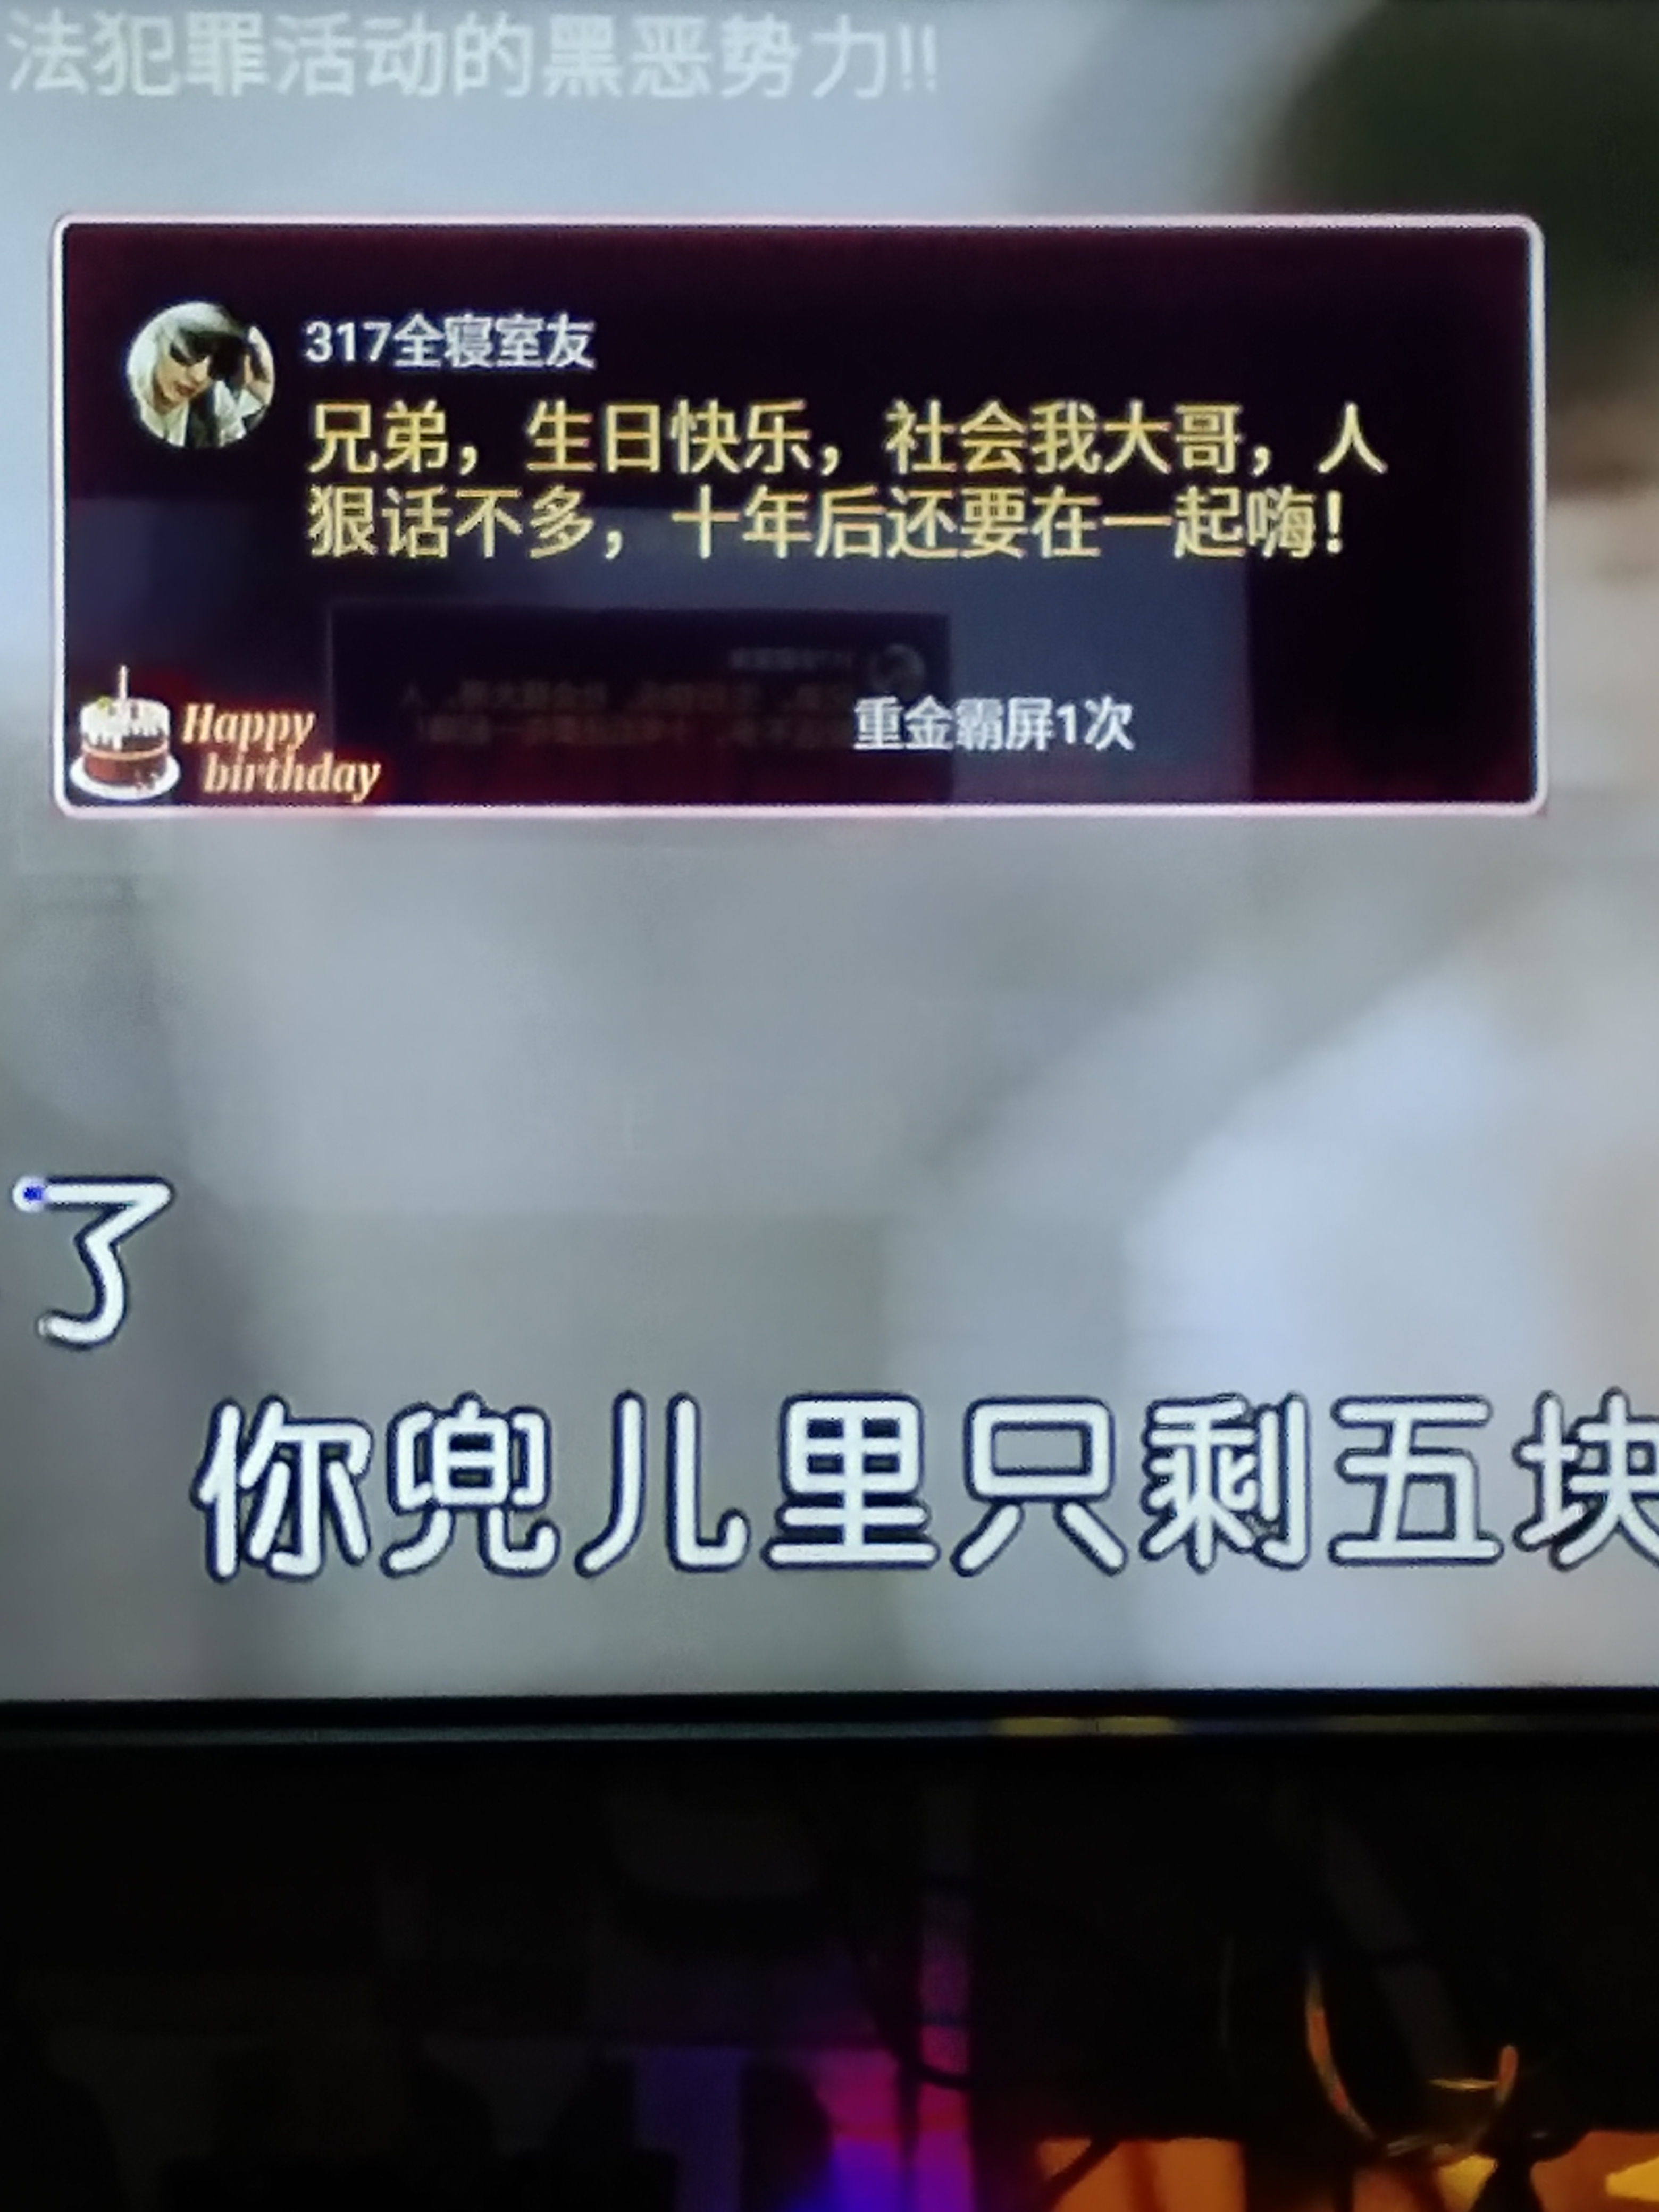 法犯罪活动的黑恶势力!!
317全寝室友
兄弟，生日快乐，社会我大哥，人
狠话不多，十年后还要在一起嗨！
Happy
birthday
重金霸屏1次
了
你兜儿里只剩五块